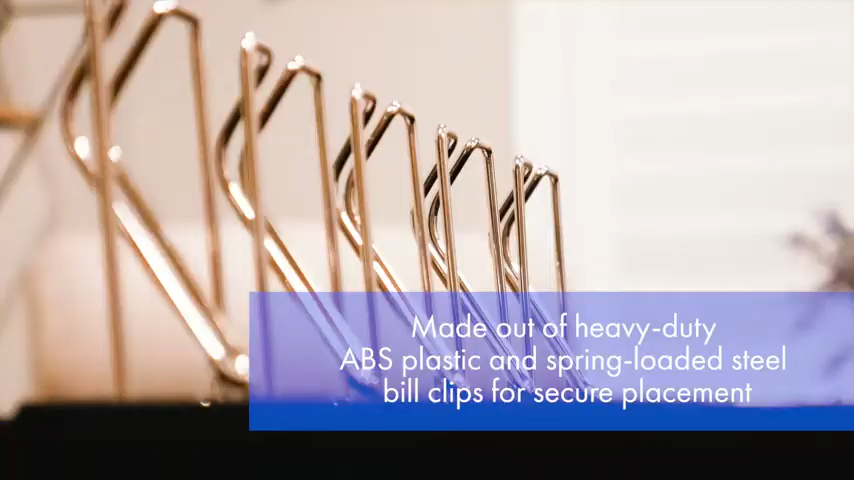 Made out of heavy-duty
ABS plastic and spring-loaded steel
bill clips for secure placement